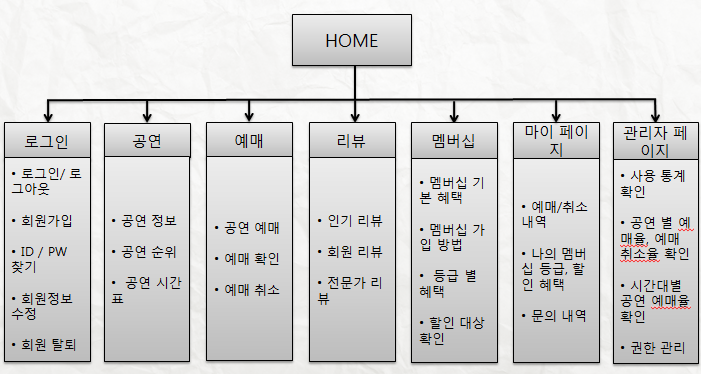 HOME
로그인
• 로그인/ 로
그아웃
• 회원가입
• ID / PW
찾기
• 회원정보
수정
• 회원 탈퇴
공연
• 공연 정보
• 공연 순위
• 공연 시간
표
예매
• 공연 예매
• 예매 확인
• 예매 취소
리뷰
• 인기 리뷰
• 회원 리뷰
• 전문가 리
뷰
멤버십
• 멤버십 기
본 혜택
• 멤버십 가
입 방법
• 등급 별
혜택
• 할인 대상
확인
마이 페이
지
• 예매/취소
내역
• 나의 멤버
십 등급, 할
인 혜택
• 문의 내역
관리자 페
이지
• 사용 통계
확인
• 공연 별 예
매율, 예매
취소율 확인
• 시간대별
공연 예매율
확인
• 권한 관리